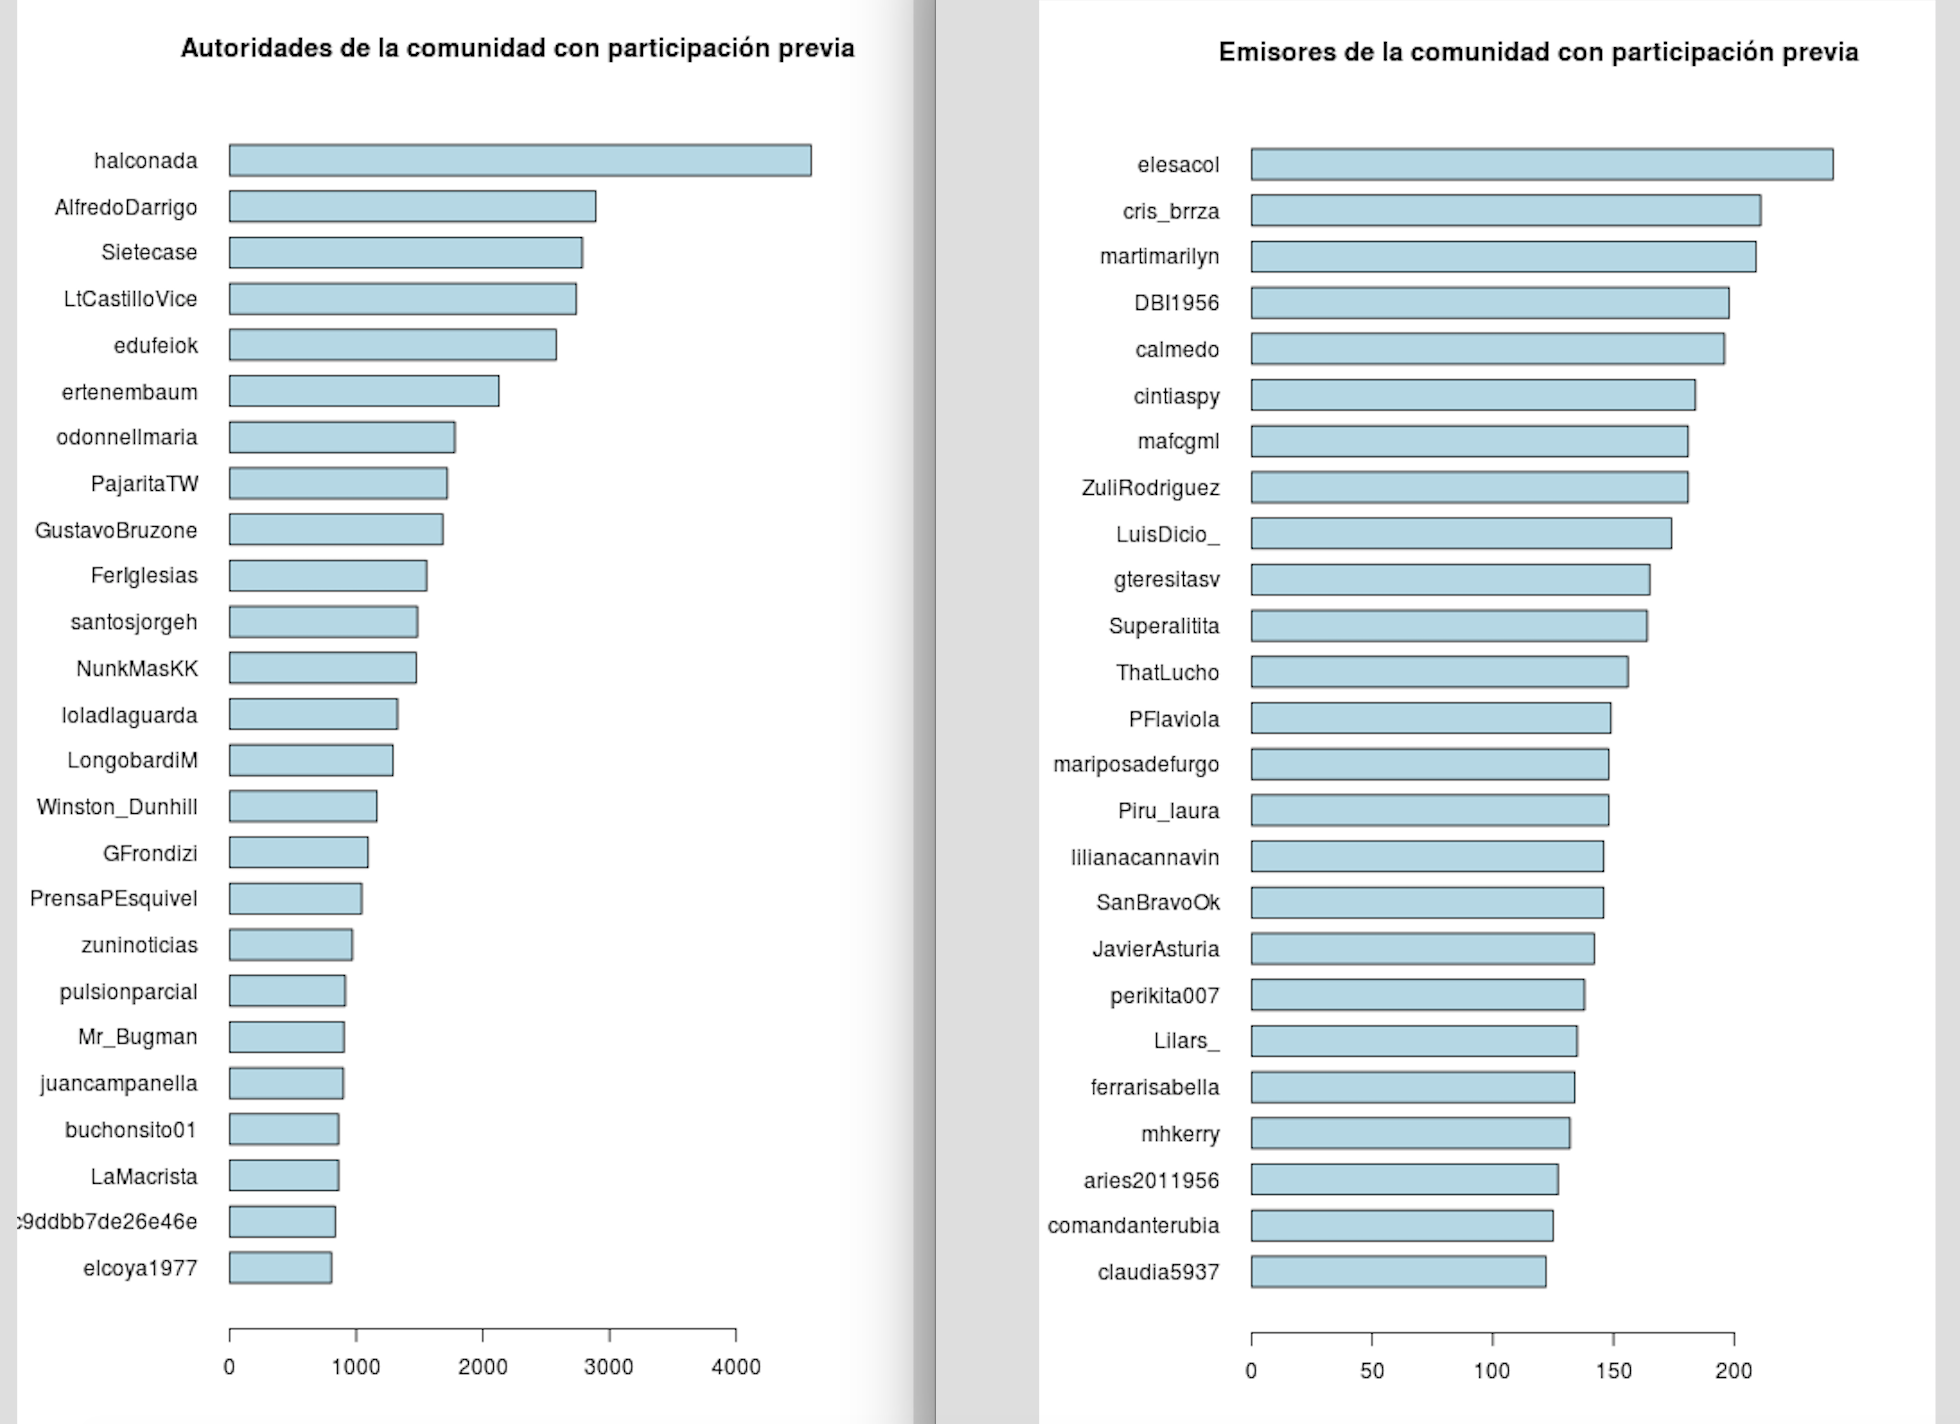 Autoridades de la comunidad con participación previa
halconada
AlfredoDarrigo
Sietecase
LtCastilloVice
edufeiok
ertenembaum
odonnellmaria
PajaritaTW
GustavoBruzone
FerIglesias
santosjorgeh
NunkMasKK
loladlaguarda
LongobardiM
Winston_Dunhill
GFrondizi
PrensaPEsquivel
zuninoticias
pulsionparcial
Mr_Bugman
juancampanella
buchonsito01
LaMacrista
c9ddbb7de26e46e
elcoya1977
0 1000 2000 3000 4000
Emisores de la comunidad con participación previa
elesacol
cris_brrza
martimarilyn
DBI1956
calmedo
cintiaspy
mafcgml
ZuliRodriguez
LuisDicio_
gteresitasv
Superalitita
ThatLucho
PFlaviola
mariposadefurgo
Piru_laura
lilianacannavin
SanBravoOk
JavierAsturia
perikita007
Lilars_
ferrarisabella
mhkerry
aries2011956
comandanterubia
claudia5937
0 50 100 150 200